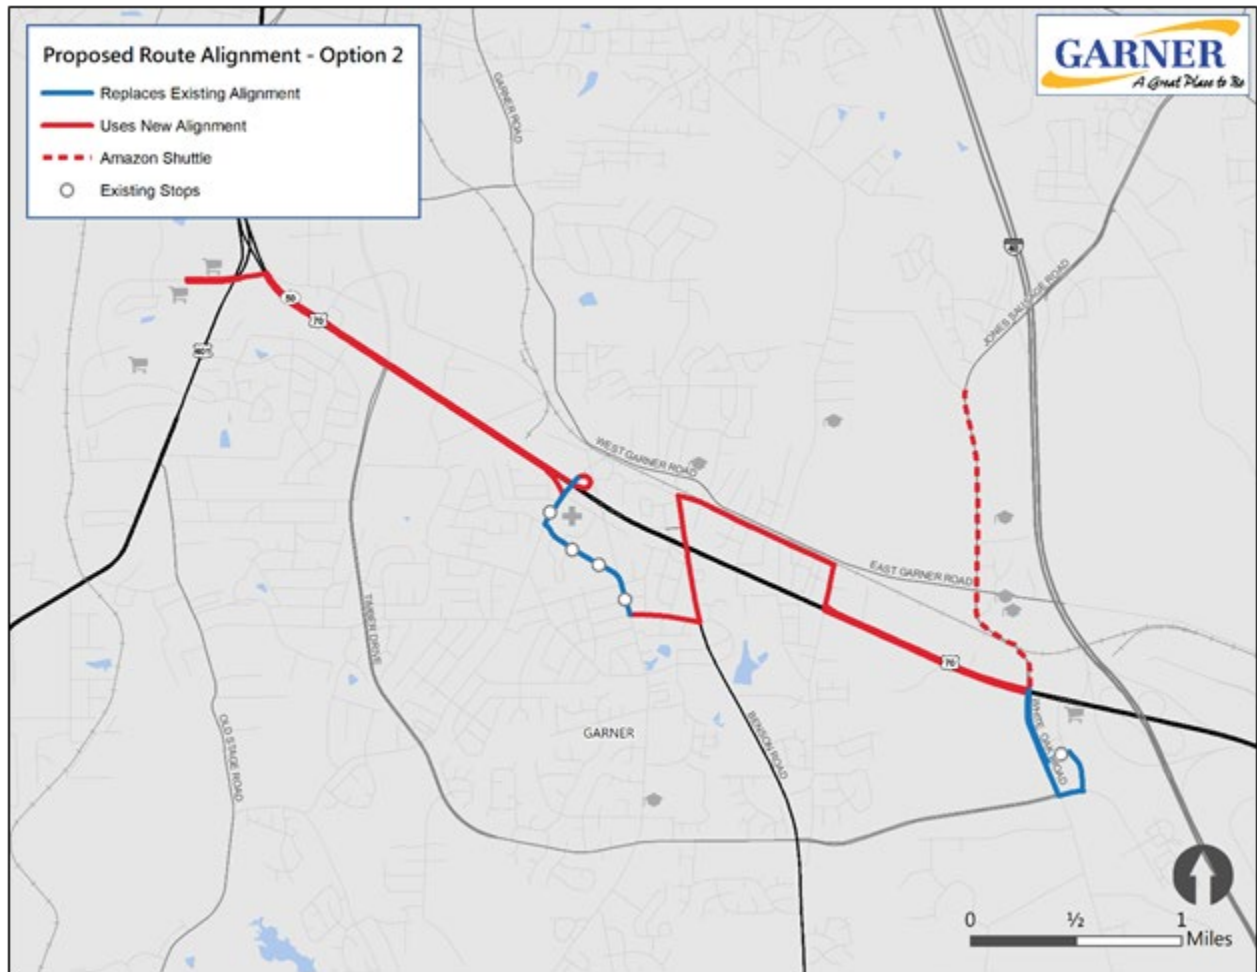 Proposed Route Alignment - Option 2
Replaces Existing Alignment
Uses New Alignment
Amazon Shuttle
Existing Stops
GARNER
A Great Place to Be
GARNER ROAD
40
JONES SAUSAGE ROAD
50
70
401
WEST GARNER ROAD
EAST GARNER ROAD
TIMBER DRIVE
70
OLD STAGE ROAD
GARNER
BENSON ROAD
WHITE OAK ROAD
0 ½ 1
Miles